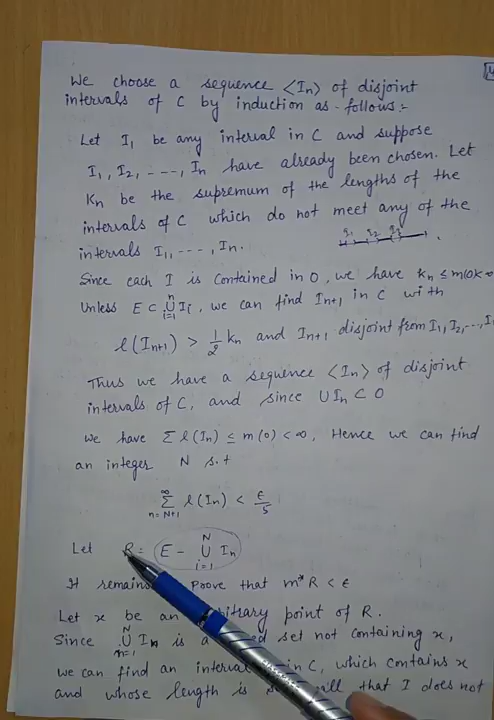 We choose a sequence <In> of disjoint
intervals of C by induction as follows:-
Let I1 be any interval in C and suppose
I1, I2, ----, In have already been chosen. Let
Kn be the supremum of the lengths of the
intervals of C which do not meet any of the
intervals I1, ----, In.
Since each I is contained in O, we have kn ≤ m(O) < ∞
Unless E ⊂ ⋃_{i=1}^{n} Ii, we can find In+1 in C with
l(In+1) > 1/2 kn and In+1 disjoint from I1, I2, --, I
Thus we have a sequence <In> of disjoint
intervals of C, and since ∪In ⊂ O
We have Σ l(In) ≤ m(O) < ∞, Hence we can find
an integer N s.t
Σ_{n=N+1}^{∞} l(In) < ε/5
Let R = E - ⋃_{i=1}^{N} In
It remains prove that m*R < ε
Let x be an point of R.
Since ⋃_{n=1}^{N} In is a set not containing x,
we can find an interval in C, which contains x
and whose length is that I does not